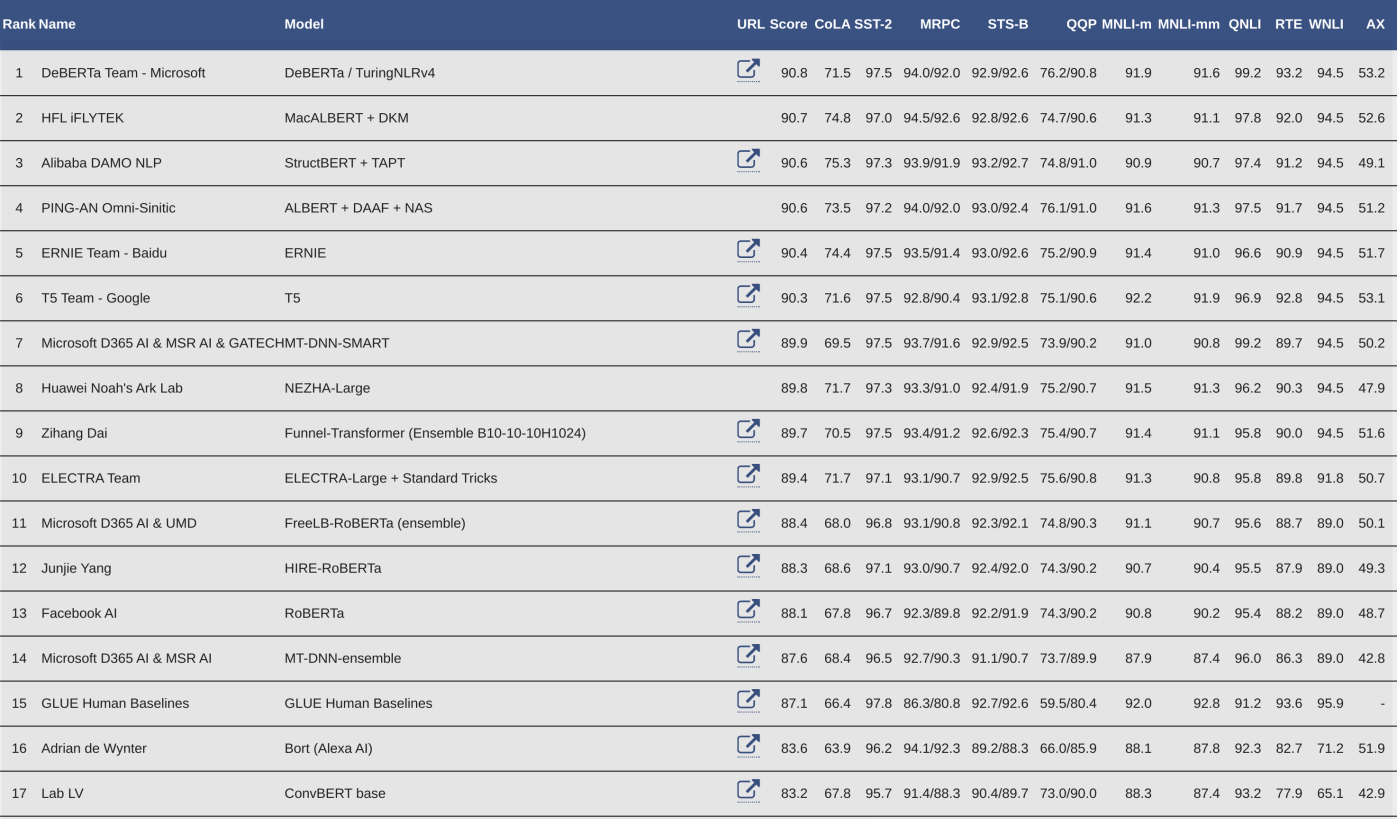 Rank Name Model URL Score CoLA SST-2 MRPC STS-B QQP MNLI-m MNLI-mm QNLI RTE WNLI AX
1 DeBERTa Team - Microsoft DeBERTa / TuringNLRv4 90.8 71.5 97.5 94.0/92.0 92.9/92.6 76.2/90.8 91.9 91.6 99.2 93.2 94.5 53.2
2 HFL iFLYTEK MacALBERT + DKM 90.7 74.8 97.0 94.5/92.6 92.8/92.6 74.7/90.6 91.3 91.1 97.8 92.0 94.5 52.6
3 Alibaba DAMO NLP StructBERT + TAPT 90.6 75.3 97.3 93.9/91.9 93.2/92.7 74.8/91.0 90.9 90.7 97.4 91.2 94.5 49.1
4 PING-AN Omni-Sinitic ALBERT + DAAF + NAS 90.6 73.5 97.2 94.0/92.0 93.0/92.4 76.1/91.0 91.6 91.3 97.5 91.7 94.5 51.2
5 ERNIE Team - Baidu ERNIE 90.4 74.4 97.5 93.5/91.4 93.0/92.6 75.2/90.9 91.4 91.0 96.6 90.9 94.5 51.7
6 T5 Team - Google T5 90.3 71.6 97.5 92.8/90.4 93.1/92.8 75.1/90.6 92.2 91.9 96.9 92.8 94.5 53.1
7 Microsoft D365 AI & MSR AI & GATECHMT-DNN-SMART 89.9 69.5 97.5 93.7/91.6 92.9/92.5 73.9/90.2 91.0 90.8 99.2 89.7 94.5 50.2
8 Huawei Noah's Ark Lab NEZHA-Large 89.8 71.7 97.3 93.3/91.0 92.4/91.9 75.2/90.7 91.5 91.3 96.2 90.3 94.5 47.9
9 Zihang Dai Funnel-Transformer (Ensemble B10-10-10H1024) 89.7 70.5 97.5 93.4/91.2 92.6/92.3 75.4/90.7 91.4 91.1 95.8 90.0 94.5 51.6
10 ELECTRA Team ELECTRA-Large + Standard Tricks 89.4 71.7 97.1 93.1/90.7 92.9/92.5 75.6/90.8 91.3 90.8 95.8 89.8 91.8 50.7
11 Microsoft D365 AI & UMD FreeLB-RoBERTa (ensemble) 88.4 68.0 96.8 93.1/90.8 92.3/92.1 74.8/90.3 91.1 90.7 95.6 88.7 89.0 50.1
12 Junjie Yang HIRE-RoBERTa 88.3 68.6 97.1 93.0/90.7 92.4/92.0 74.3/90.2 90.7 90.4 95.5 87.9 89.0 49.3
13 Facebook AI RoBERTa 88.1 67.8 96.7 92.3/89.8 92.2/91.9 74.3/90.2 90.8 90.2 95.4 88.2 89.0 48.7
14 Microsoft D365 AI & MSR AI MT-DNN-ensemble 87.6 68.4 96.5 92.7/90.3 91.1/90.7 73.7/89.9 87.9 87.4 96.0 86.3 89.0 42.8
15 GLUE Human Baselines GLUE Human Baselines 87.1 66.4 97.8 86.3/80.8 92.7/92.6 59.5/80.4 92.0 92.8 91.2 93.6 95.9 -
16 Adrian de Wynter Bort (Alexa AI) 83.6 63.9 96.2 94.1/92.3 89.2/88.3 66.0/85.9 88.1 87.8 92.3 82.7 71.2 51.9
17 Lab LV ConvBERT base 83.2 67.8 95.7 91.4/88.3 90.4/89.7 73.0/90.0 88.3 87.4 93.2 77.9 65.1 42.9